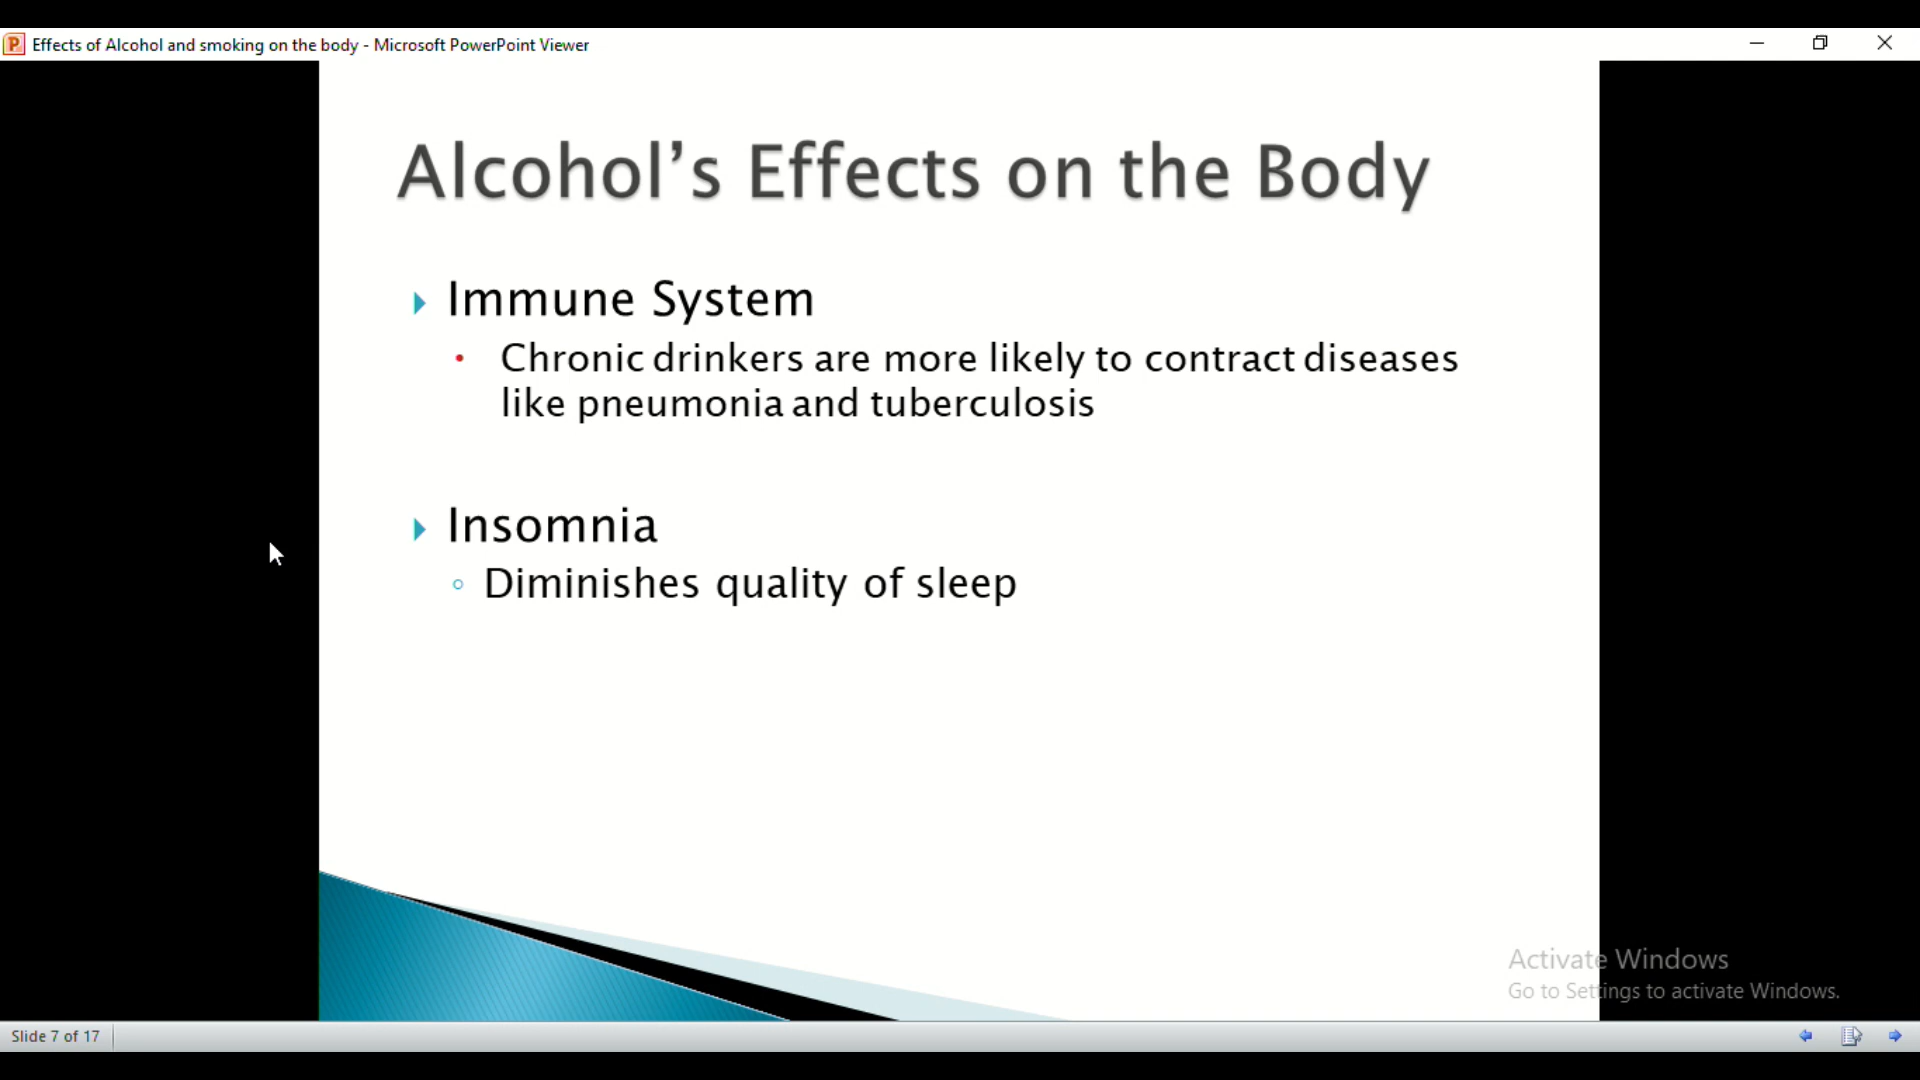 Effects of Alcohol and smoking on the body - Microsoft PowerPoint Viewer
Alcohol’s Effects on the Body
Immune System
Chronic drinkers are more likely to contract diseases
like pneumonia and tuberculosis
Insomnia
Diminishes quality of sleep
Activate Windows
Go to Settings to activate Windows.
Slide 7 of 17